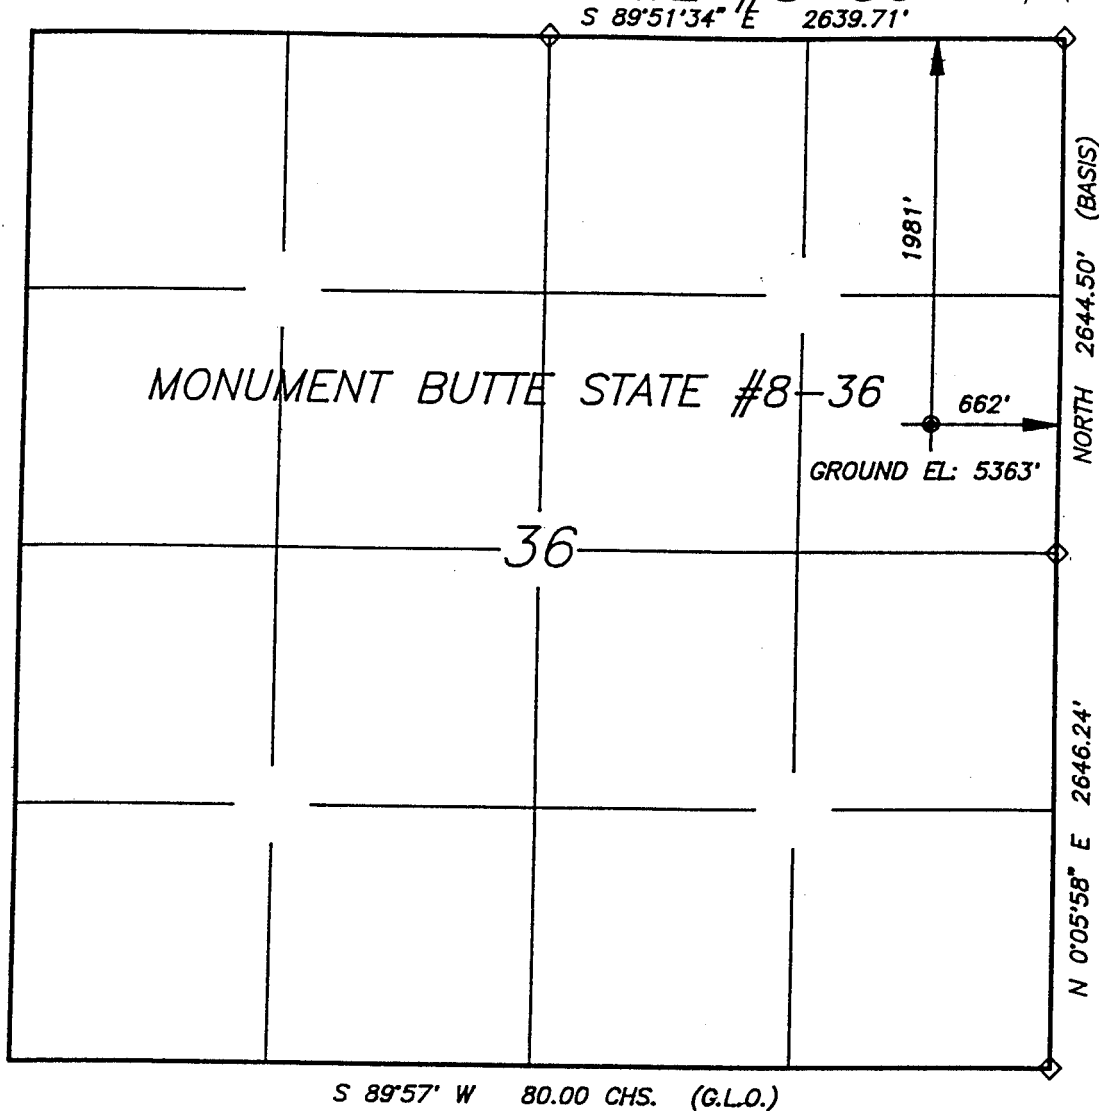 S 89°51'34" E 2639.71'
1981'
NORTH 2644.50' (BASIS)
MONUMENT BUTTE STATE #8-36
662'
GROUND EL: 5363'
36
N 0°05'58" E 2646.24'
S 89°57' W 80.00 CHS. (G.L.O.)